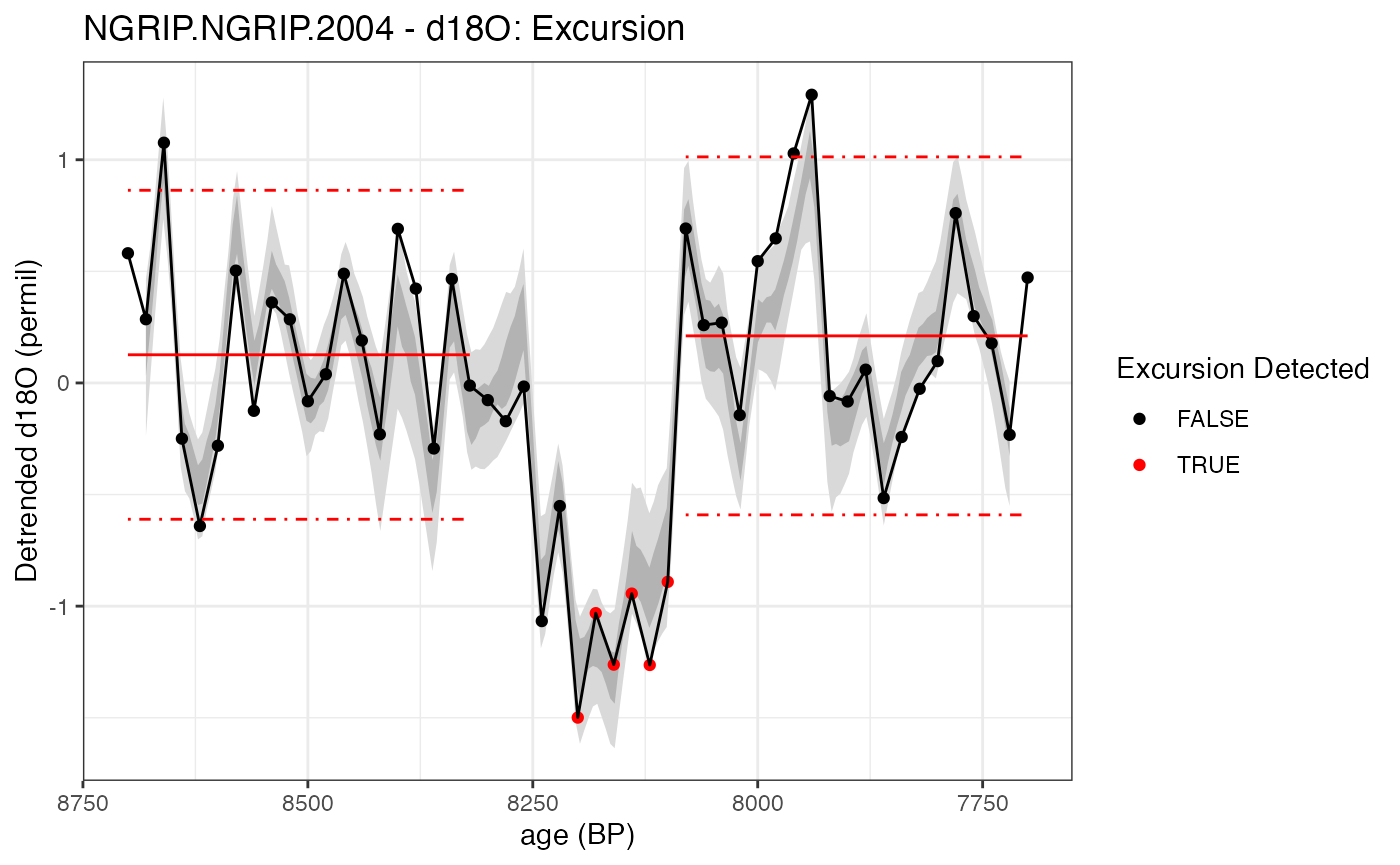 NGRIP.NGRIP.2004 - d18O: Excursion
Detrended d18O (permil)
1
0
-1
8750
8500
8250
8000
7750
age (BP)
Excursion Detected
FALSE
TRUE